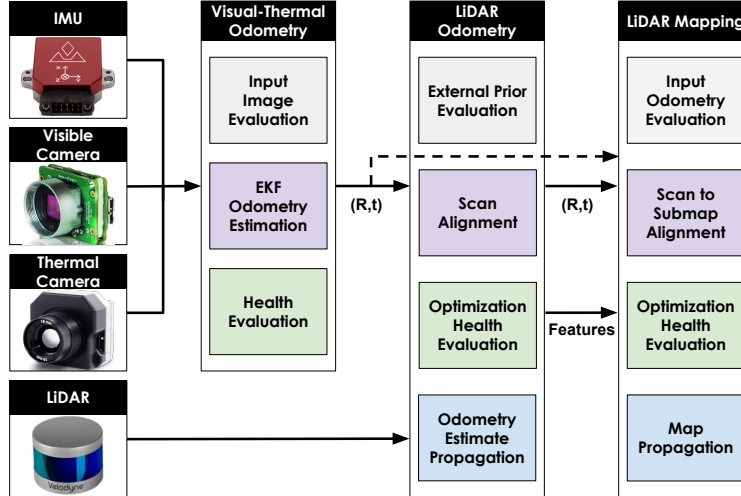 IMU
Visible
Camera
Thermal
Camera
LiDAR
Velodyne
Visual-Thermal
Odometry
Input
Image
Evaluation
EKF
Odometry
Estimation
Health
Evaluation
(R,t)
LiDAR
Odometry
External Prior
Evaluation
Scan
Alignment
Optimization
Health
Evaluation
Odometry
Estimate
Propagation
(R,t)
Features
LiDAR Mapping
Input
Odometry
Evaluation
Scan to
Submap
Alignment
Optimization
Health
Evaluation
Map
Propagation